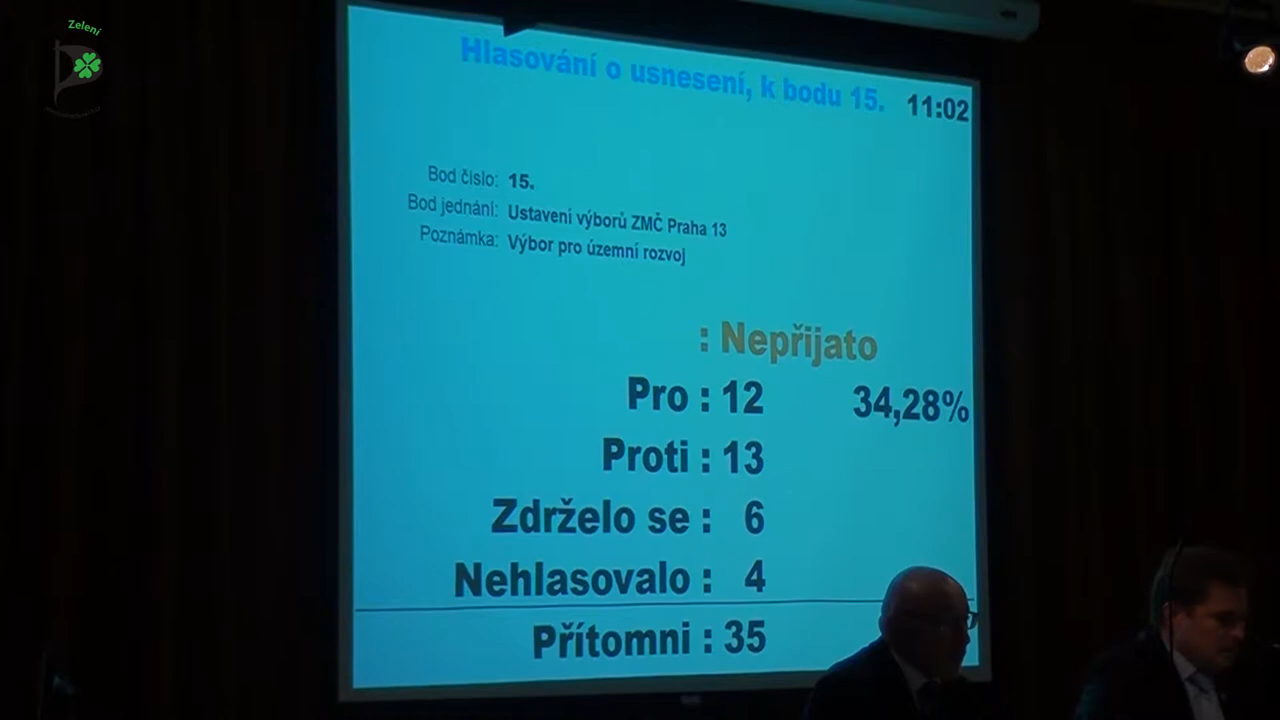 Zelení
Hlasování o usnesení, k bodu 15. 11:02
Bod číslo: 15.
Bod jednání: Ustavení výborů ZMČ Praha 13
Poznámka: Výbor pro územní rozvoj
: Nepřijato
Pro : 12 34,28%
Proti : 13
Zdrželo se : 6
Nehlasovalo : 4
Přítomni : 35